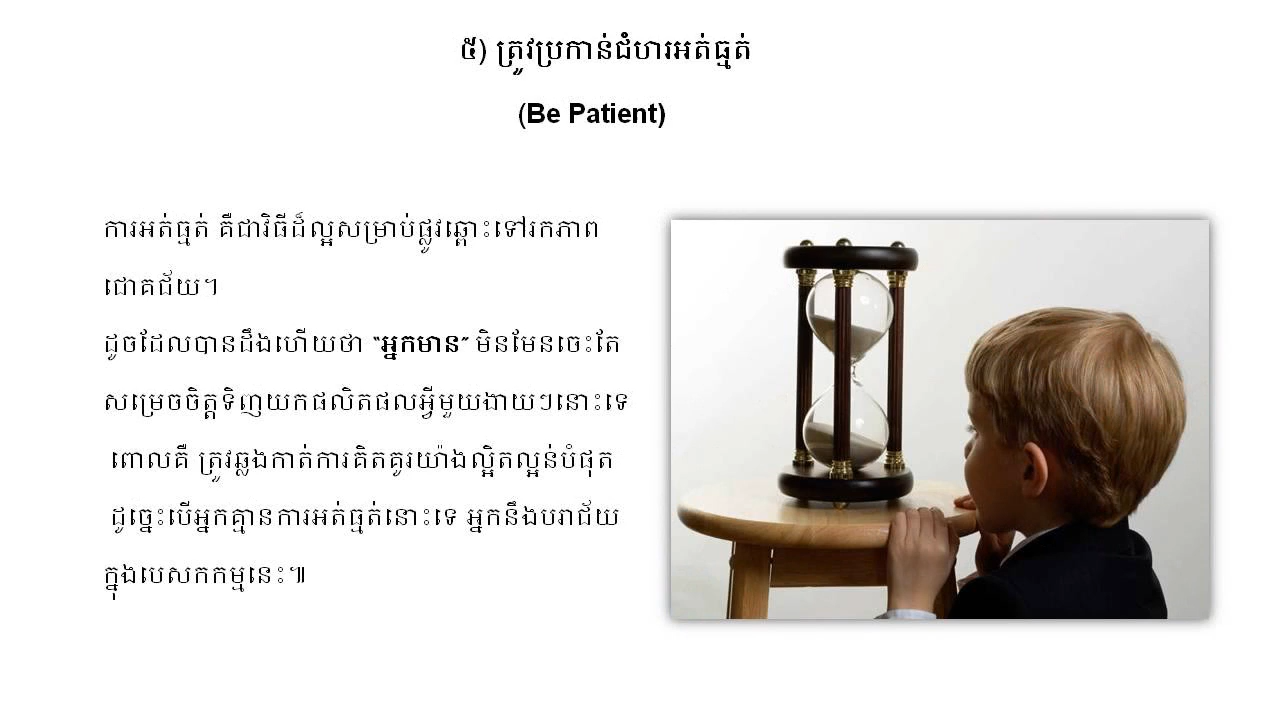 ៥) ត្រូវប្រកាន់ជំហរអត់ធ្មត់
(Be Patient)
ការអត់ធ្មត់ គឺជាវិធីដ៏ល្អសម្រាប់ផ្លូវឆ្ពោះទៅរកភាព
ជោគជ័យ។
ដូចដែលបានដឹងហើយថា “អ្នកមាន” មិនមែនចេះតែ
សម្រេចចិត្តទិញយកផលិតផលអ្វីមួយងាយៗនោះទេ
ពោលគឺ ត្រូវឆ្លងកាត់ការគិតគូរយ៉ាងល្អិតល្អន់បំផុត
ដូច្នេះបើអ្នកគ្មានការអត់ធ្មត់នោះទេ អ្នកនឹងបរាជ័យ
ក្នុងបេសកកម្មនេះ៕